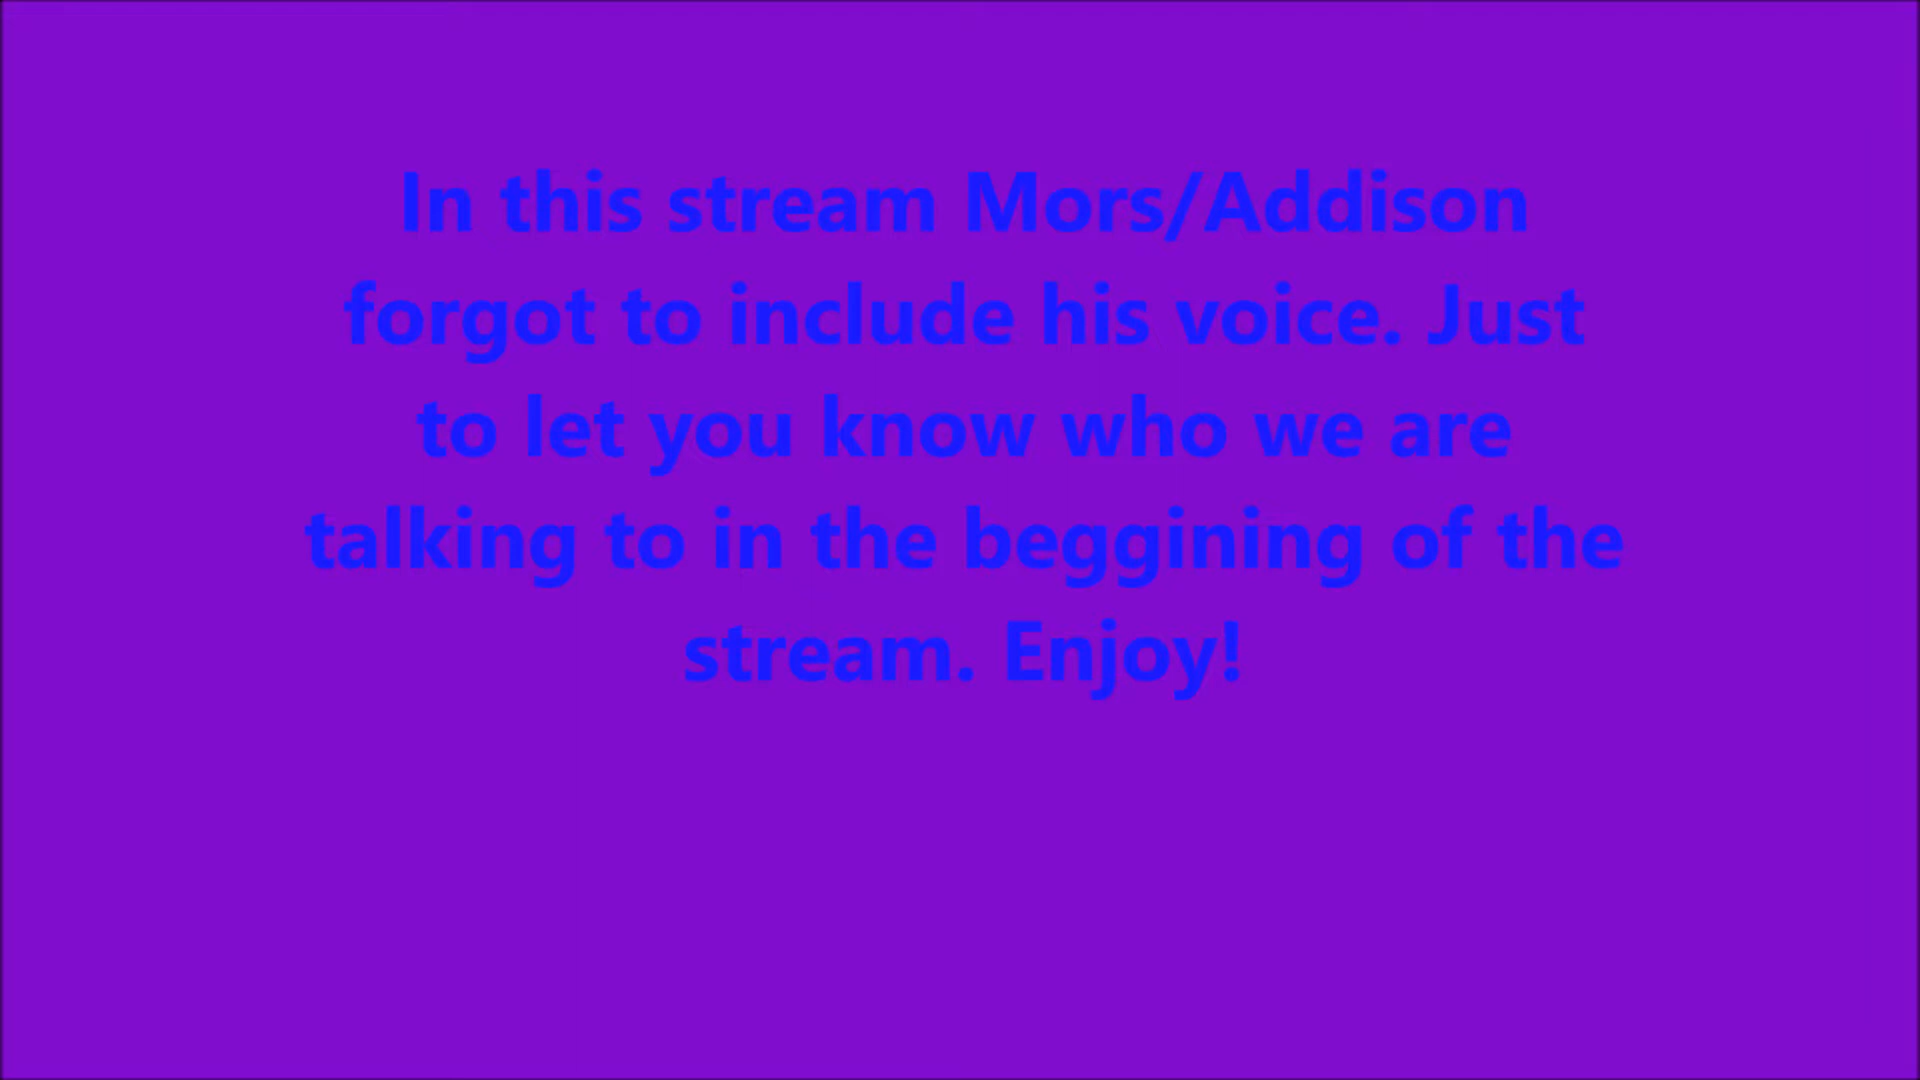 In this stream Mors/Addison
forgot to include his voice. Just
to let you know who we are
talking to in the beggining of the
stream. Enjoy!